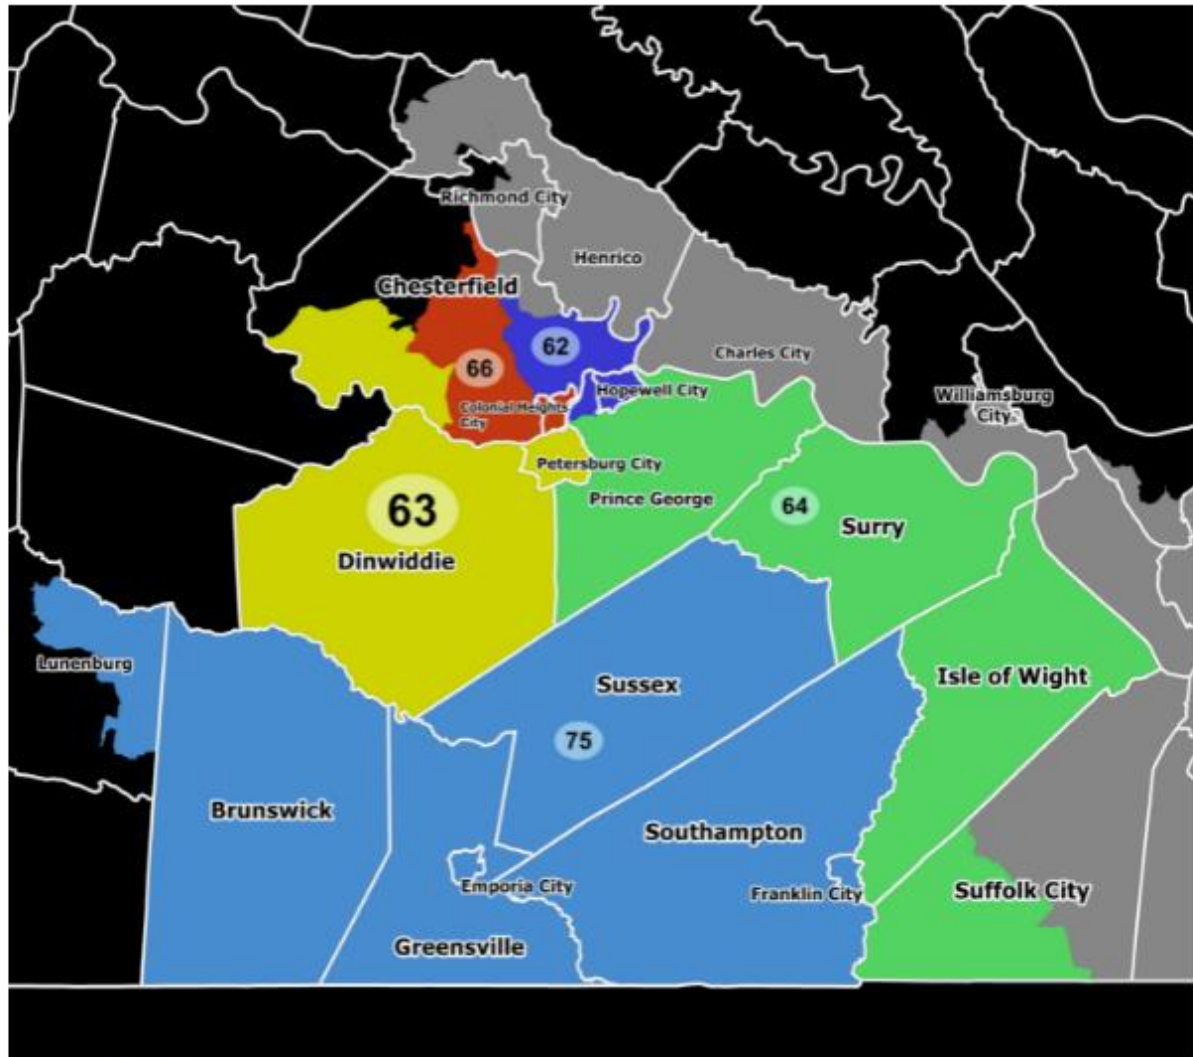 Richmond City
Henrico
Chesterfield
62
Charles City
66
Hopewell City
Williamsburg
City
Colonial Heights
City
Petersburg City
63
Prince George
64
Surry
Dinwiddie
Lunenburg
Sussex
Isle of Wight
75
Brunswick
Southampton
Emporia City
Franklin City
Suffolk City
Greensville